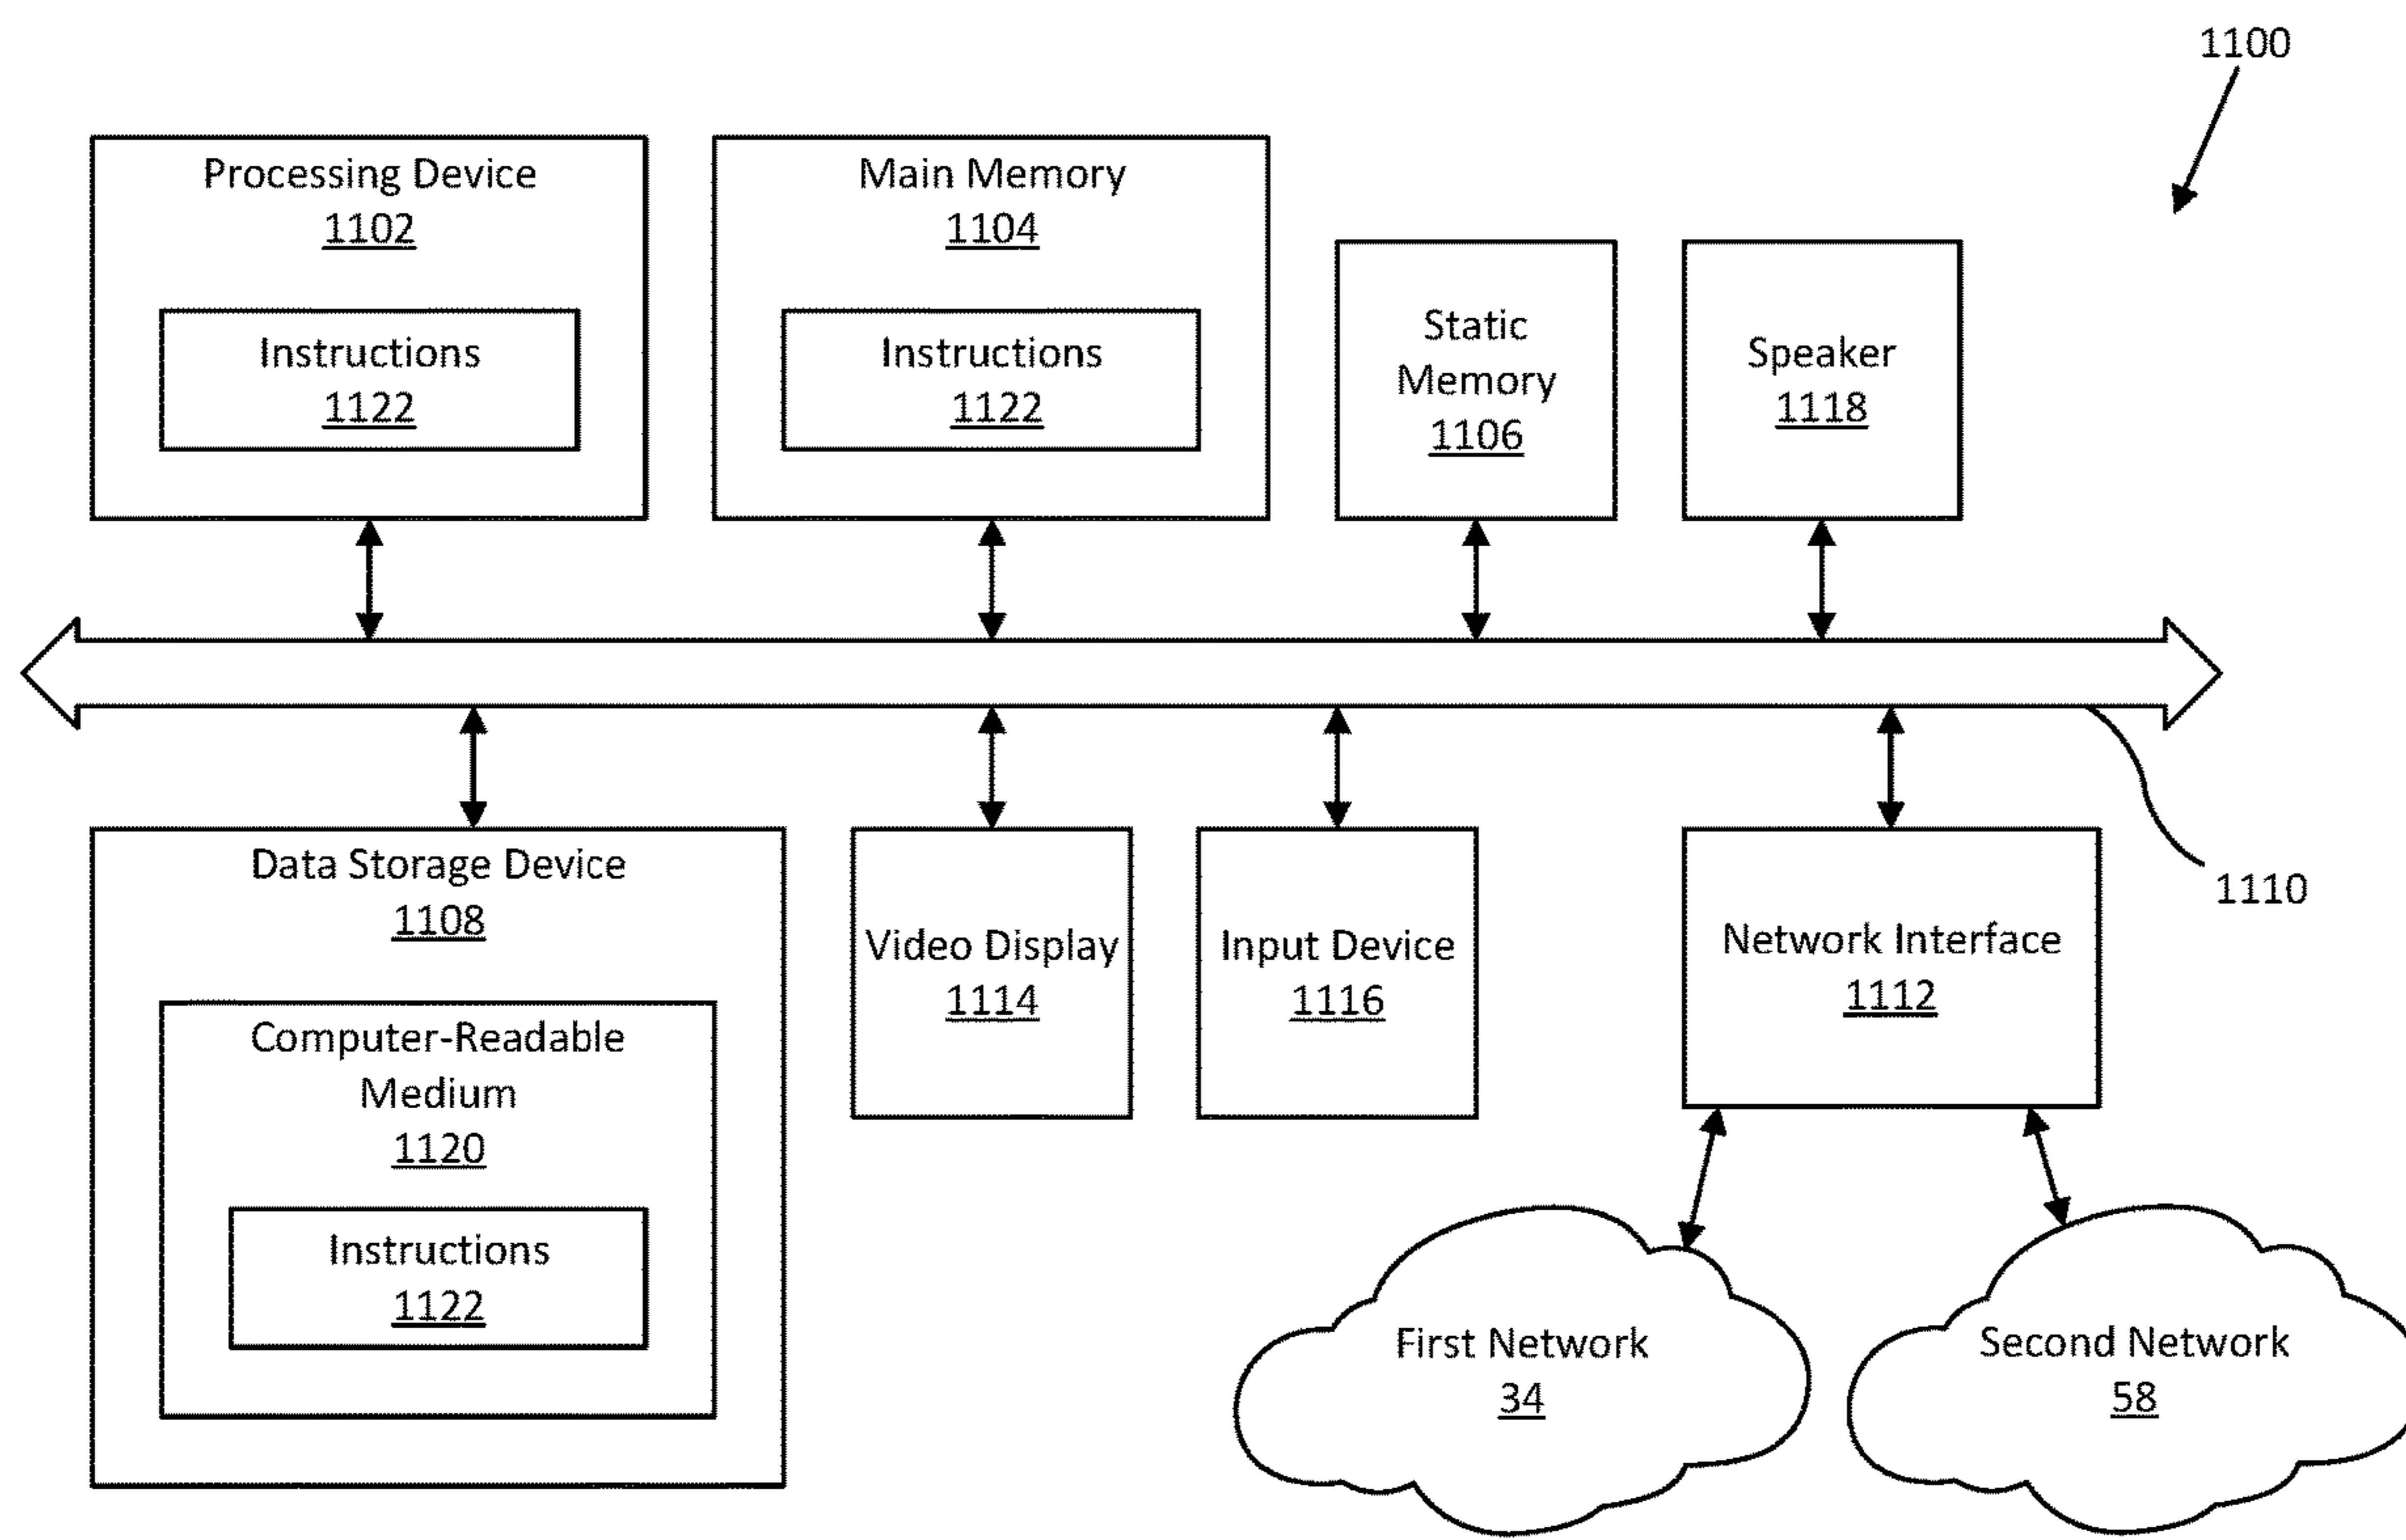 1100
Processing Device
1102
Instructions
1122
Main Memory
1104
Instructions
1122
Static
Memory
1106
Speaker
1118
1110
Data Storage Device
1108
Computer-Readable
Medium
1120
Instructions
1122
Video Display
1114
Input Device
1116
Network Interface
1112
First Network
34
Second Network
58